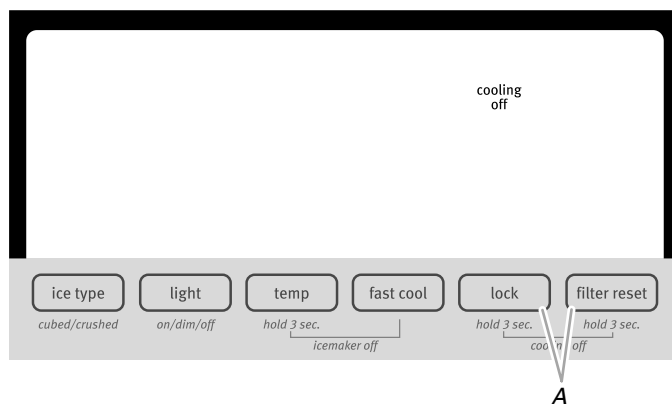 cooling
off
ice type
light
temp
fast cool
lock
filter reset
cubed/crushed
on/dim/off
hold 3 sec.
hold 3 sec.
hold 3 sec.
icemaker off
cooling off
A